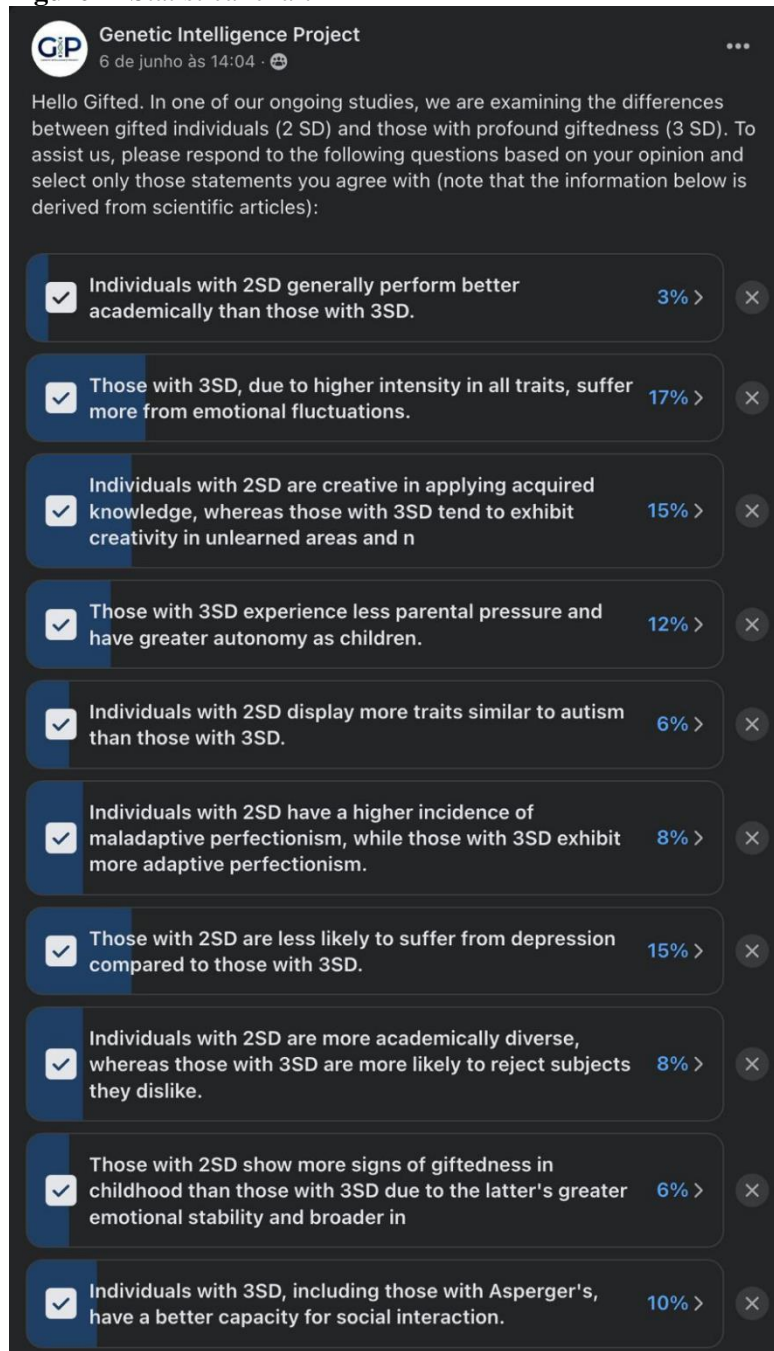 GiP
Genetic Intelligence Project
6 de junho às 14:04 ·
Hello Gifted. In one of our ongoing studies, we are examining the differences
between gifted individuals (2 SD) and those with profound giftedness (3 SD). To
assist us, please respond to the following questions based on your opinion and
select only those statements you agree with (note that the information below is
derived from scientific articles):
Individuals with 2SD generally perform better
academically than those with 3SD.
3%
Those with 3SD, due to higher intensity in all traits, suffer
more from emotional fluctuations.
17%
Individuals with 2SD are creative in applying acquired
knowledge, whereas those with 3SD tend to exhibit
creativity in unlearned areas and n
15%
Those with 3SD experience less parental pressure and
have greater autonomy as children.
12%
Individuals with 2SD display more traits similar to autism
than those with 3SD.
6%
Individuals with 2SD have a higher incidence of
maladaptive perfectionism, while those with 3SD exhibit
more adaptive perfectionism.
8%
Those with 2SD are less likely to suffer from depression
compared to those with 3SD.
15%
Individuals with 2SD are more academically diverse,
whereas those with 3SD are more likely to reject subjects
they dislike.
8%
Those with 2SD show more signs of giftedness in
childhood than those with 3SD due to the latter's greater
emotional stability and broader in
6%
Individuals with 3SD, including those with Asperger's,
have a better capacity for social interaction.
10%